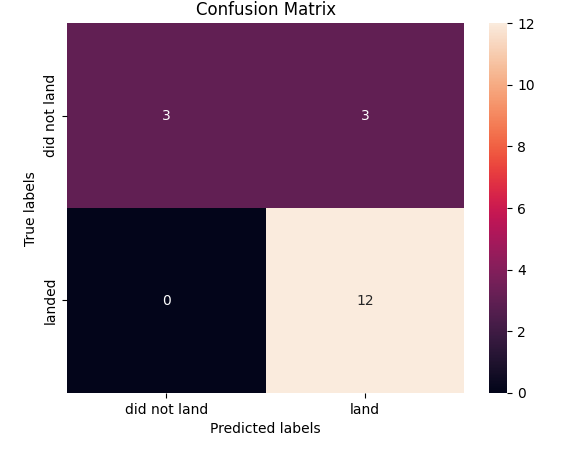 Confusion Matrix
True labels
did not land
landed
3
3
0
12
did not land
land
Predicted labels
12
10
8
6
4
2
0